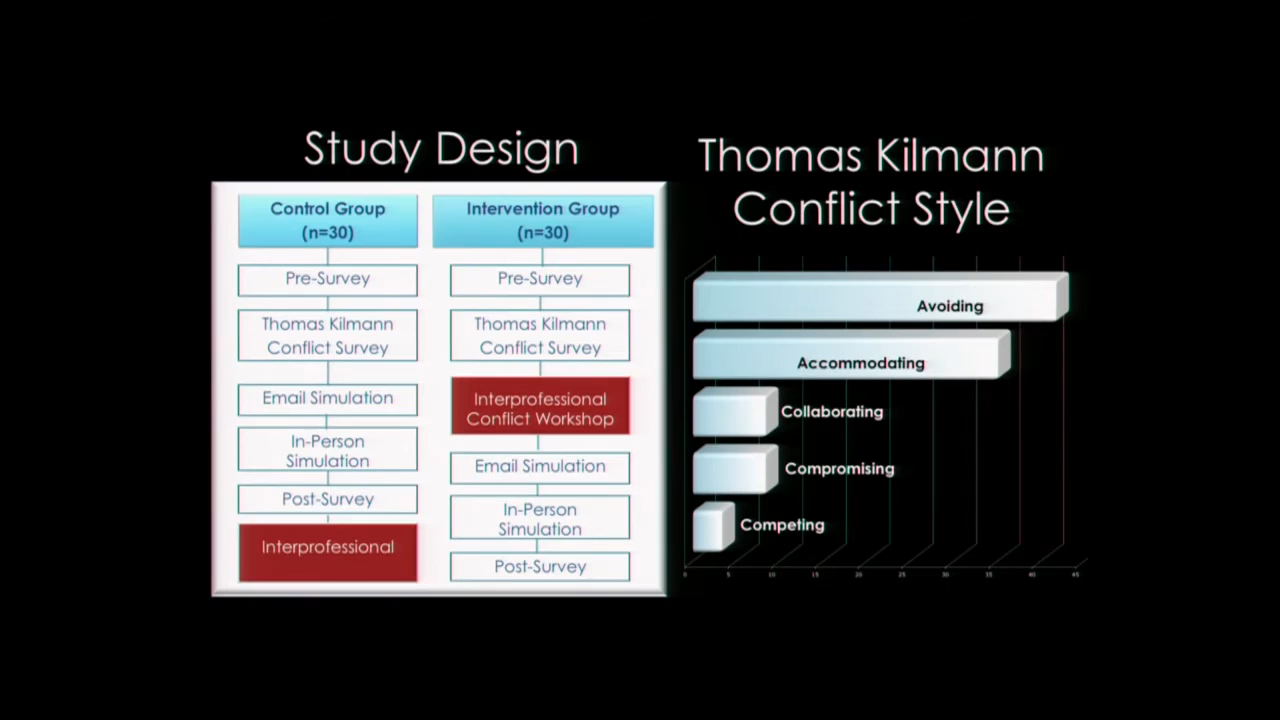 Study Design
Control Group
(n=30)
Pre-Survey
Thomas Kilmann
Conflict Survey
Email Simulation
In-Person
Simulation
Post-Survey
Interprofessional
Intervention Group
(n=30)
Pre-Survey
Thomas Kilmann
Conflict Survey
Interprofessional
Conflict Workshop
Email Simulation
In-Person
Simulation
Post-Survey
Thomas Kilmann
Conflict Style
Avoiding
Accommodating
Collaborating
Compromising
Competing
0 5 10 15 20 25 30 35 40 45